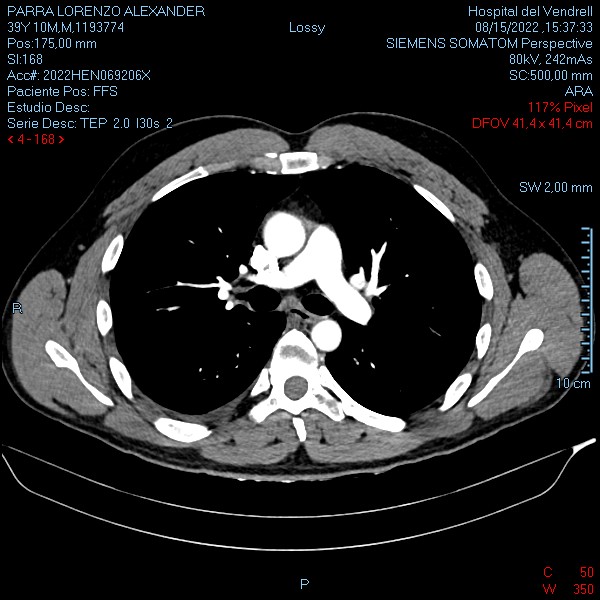 PARRA LORENZO ALEXANDER
39Y 10M,M,1193774
Pos:175,00 mm
SI:168
Acc#: 2022HEN069206X
Paciente Pos: FFS
Estudio Desc:
Serie Desc: TEP 2.0 I30s 2
< 4 - 168 >
Lossy
Hospital del Vendrell
08/15/2022 ,15:37:33
SIEMENS SOMATOM Perspective
80kV, 242mAs
SC:500,00 mm
ARA
117% Pixel
DFOV 41,4 x 41,4 cm
SW 2,00 mm
R
10 cm
P
C 50
W 350